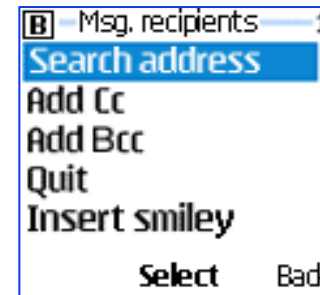 B Msg. recipients
Search address
Add Cc
Add Bcc
Quit
Insert smiley
Select